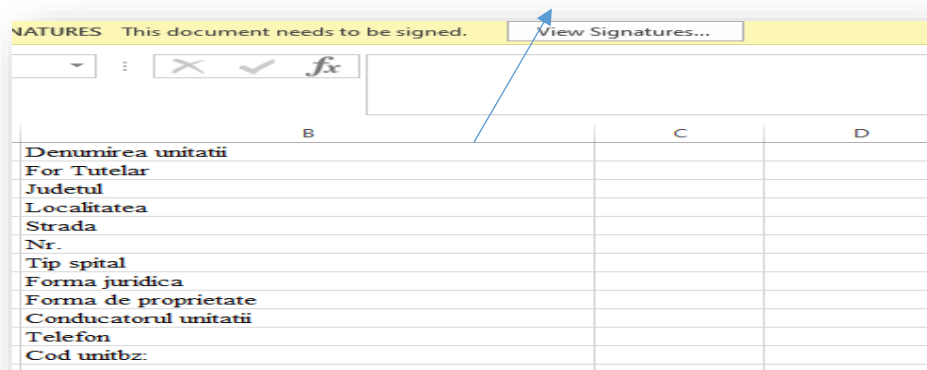 NATURES This document needs to be signed. View Signatures...
fx
B C D
Denumirea unitatii
For Tutelar
Judetul
Localitatea
Strada
Nr.
Tip spital
Forma juridica
Forma de proprietate
Conducatorul unitatii
Telefon
Cod unitbz: